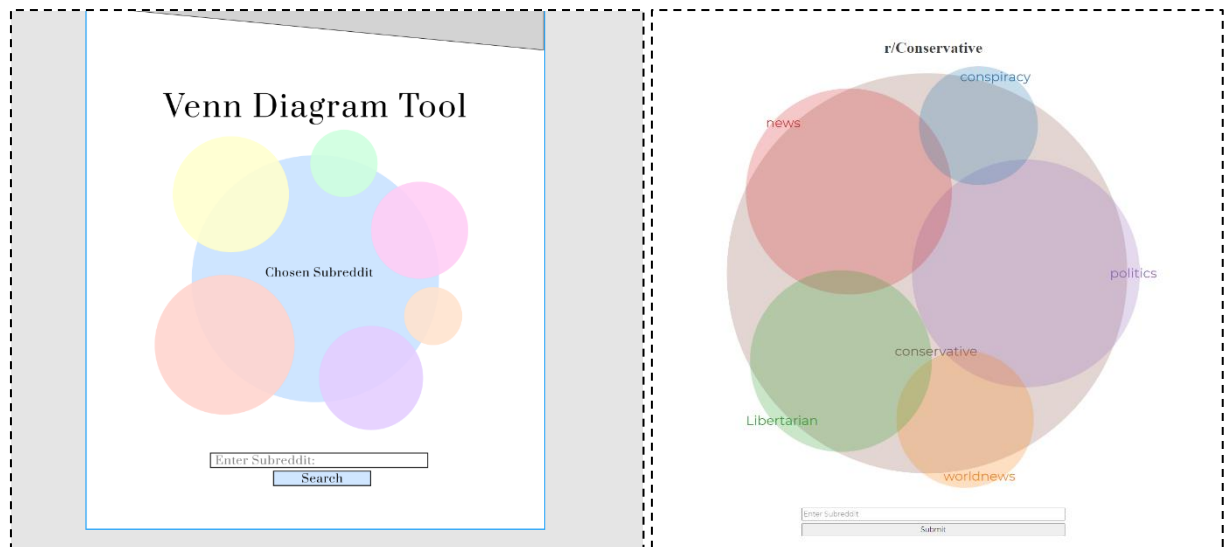 Venn Diagram Tool
Chosen Subreddit
Enter Subreddit:
Search
r/Conservative
conspiracy
news
politics
conservative
Libertarian
worldnews
Enter Subreddit
Submit